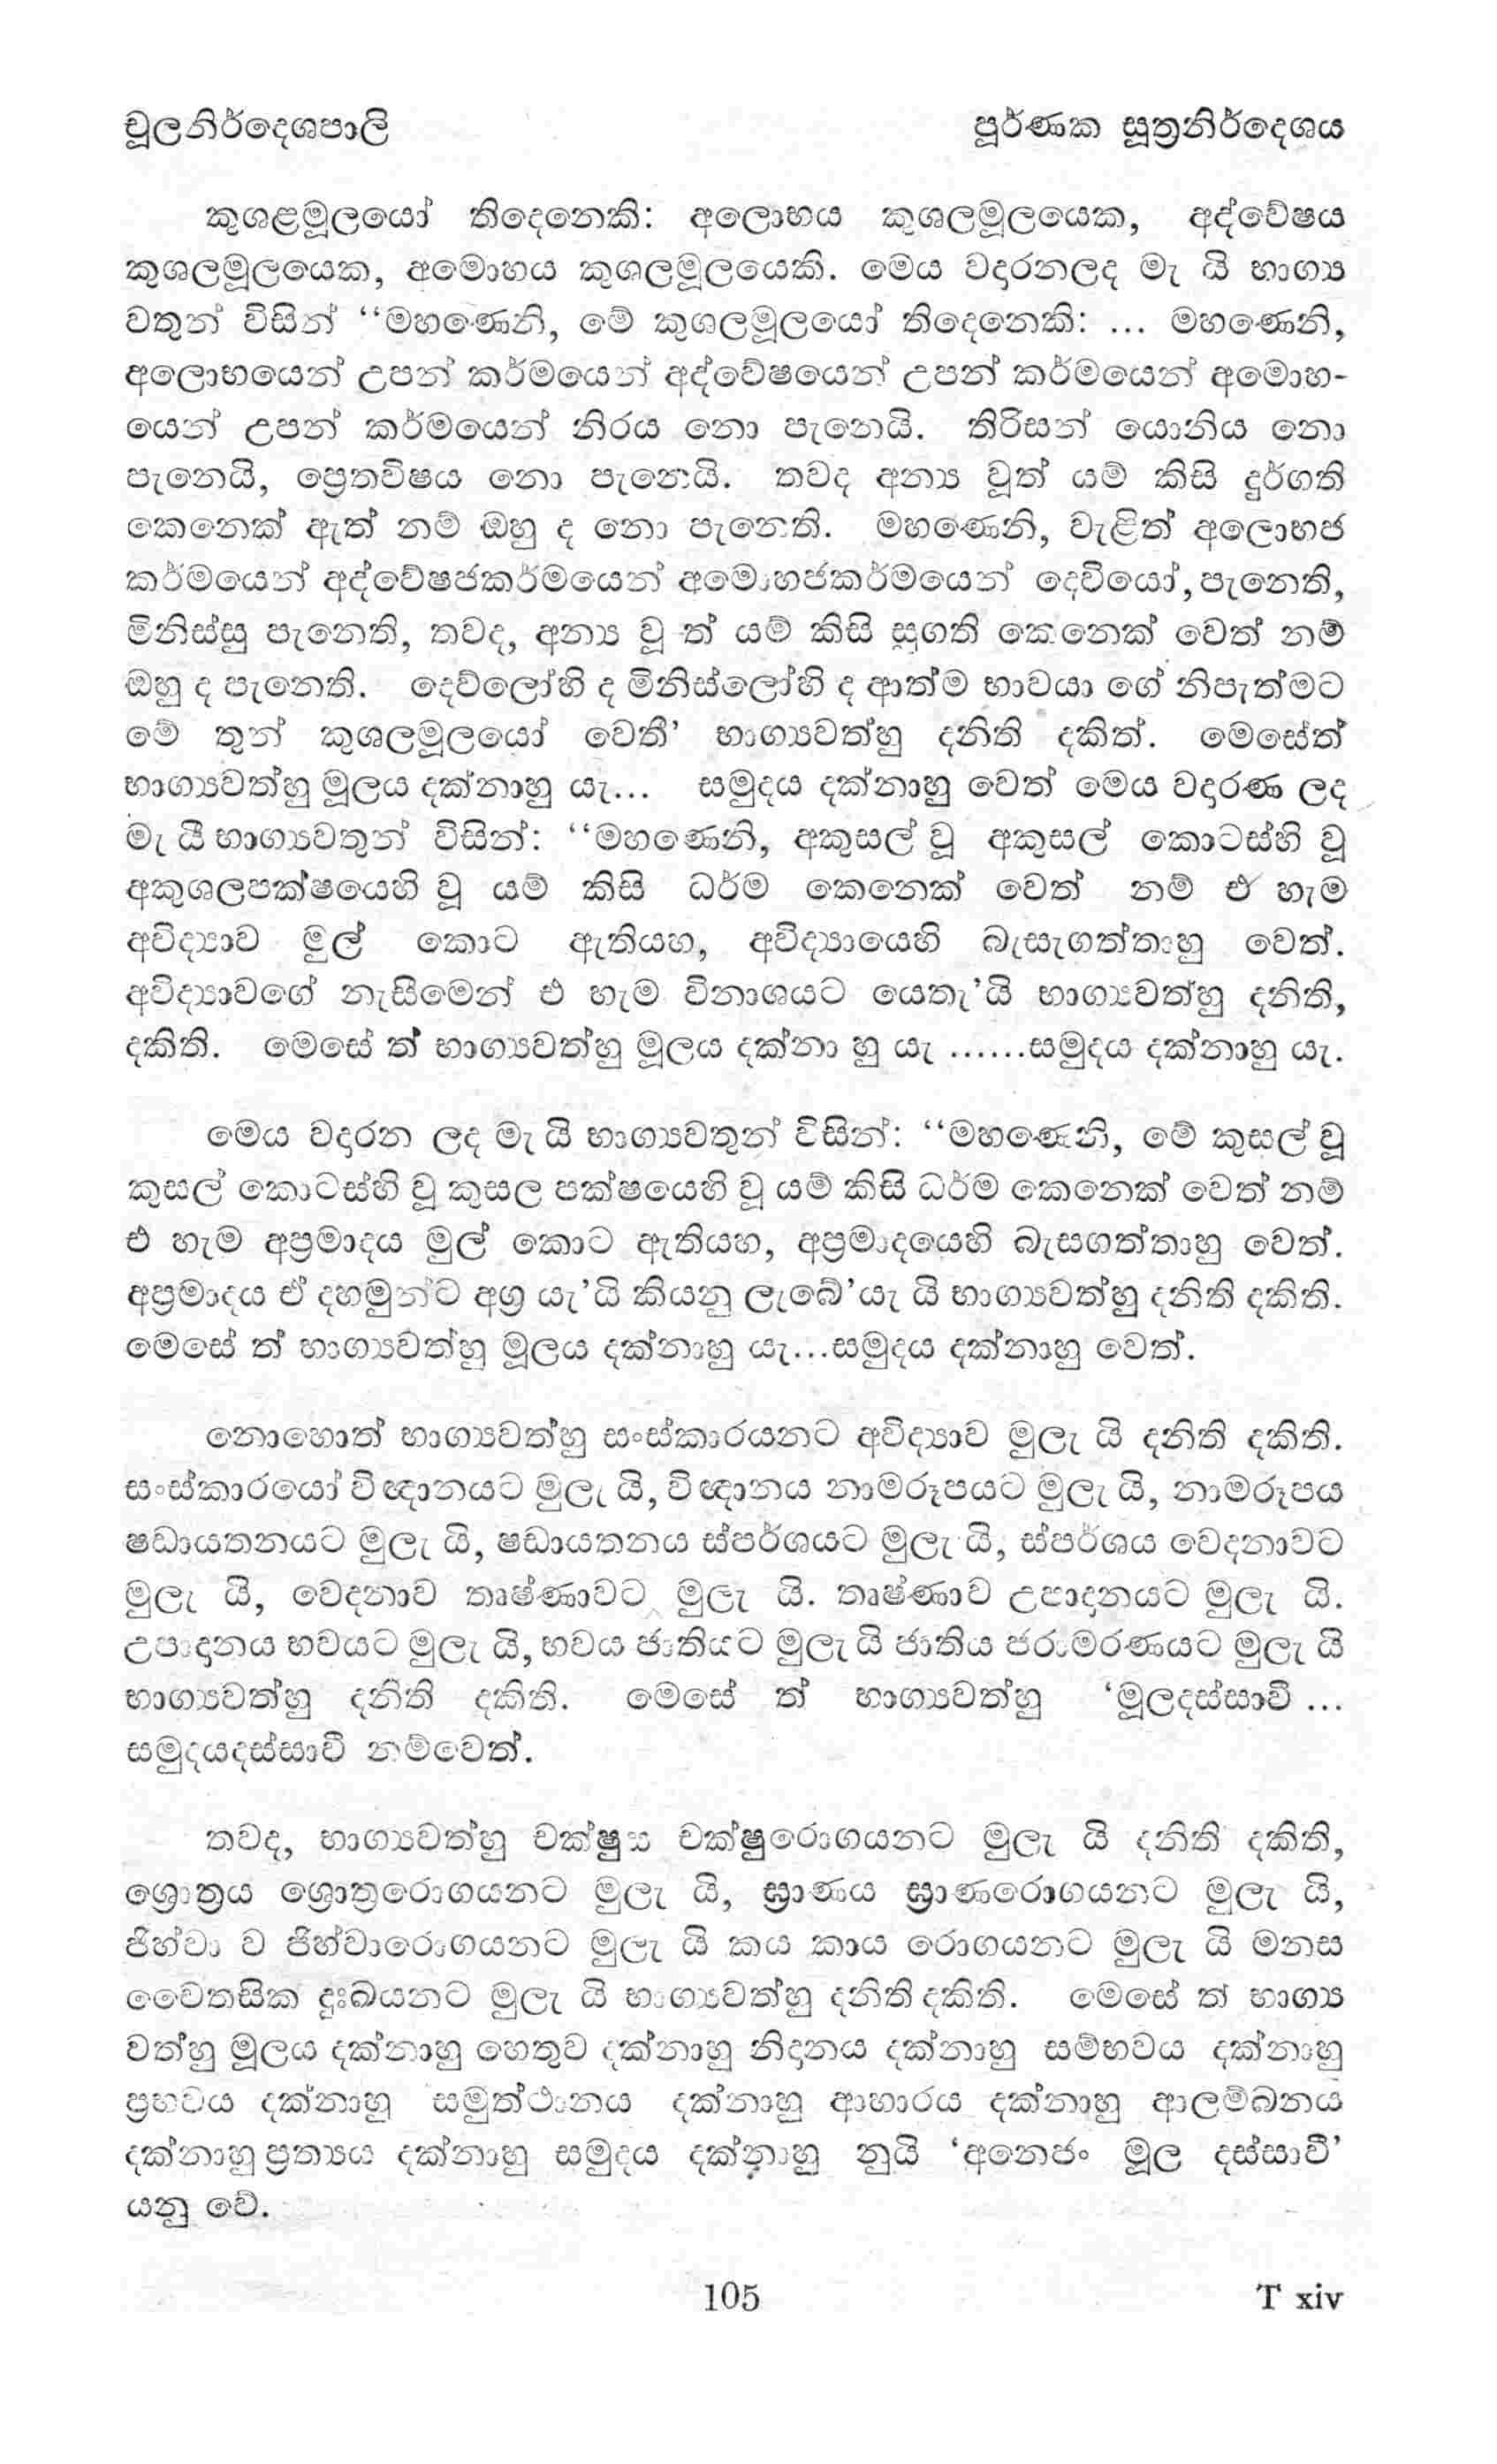 චූලනිර්දෙශපාලි
පූර්ණක සූත්‍රනිර්දෙශය
කුශළමූලයෝ තිදෙනෙකි: අලොභය කුශලමූලයෙක, අද්වේෂය
කුශලමූලයෙක, අමොහය කුශලමූලයෙකි. මෙය වදාරනලද මැ යි භාග්‍ය
වතුන් විසින් ‘‘මහණෙනි, මේ කුශලමූලයෝ තිදෙනෙකි: ... මහණෙනි,
අලොභයෙන් උපන් කර්මයෙන් අද්වේෂයෙන් උපන් කර්මයෙන් අමොහ-
යෙන් උපන් කර්මයෙන් නිරය නො පැනෙයි. තිරිසන් යොනිය නො
පැනෙයි, ප්‍රෙතවිෂය නො පැනෙයි. තවද අන්‍ය වූත් යම් කිසි දුර්ගති
කෙනෙක් ඇත් නම් ඔහු ද නො පැනෙති. මහණෙනි, වැළිත් අලොභජ
කර්මයෙන් අද්වේෂජකර්මයෙන් අමොහජකර්මයෙන් දෙවියෝ,පැනෙති,
මිනිස්සු පැනෙති, තවද, අන්‍ය වූ ත් යම් කිසි සුගති කෙනෙක් වෙත් නම්
ඔහු ද පැනෙති. දෙව්ලෝහි ද මිනිස්ලෝහි ද ආත්ම භාවයා ගේ නිපැත්මට
මේ තුන් කුශලමූලයෝ වෙතී’ භාග්‍යවත්හු දනිති දකිත්. මෙසේත්
භාග්‍යවත්හු මූලය දක්නාහු යැ... සමුදය දක්නාහු වෙත් මෙය වදාරණ ලද
මැ යී භාග්‍යවතුන් විසින්: ‘‘මහණෙනි, අකුසල් වූ අකුසල් කොටස්හි වූ
අකුශලපක්ෂයෙහි වූ යම් කිසි ධර්ම කෙනෙක් වෙත් නම් ඒ හැම
අවිද්‍යාව මුල් කොට ඇතියහ, අවිද්‍යායෙහි බැසැගත්තාහු වෙත්.
අවිද්‍යාවගේ නැසීමෙන් එ හැම විනාශයට යෙතැ’යි භාග්‍යවත්හු දනිති,
දකිති. මෙසේ ත් භාග්‍යවත්හු මූලය දක්නා හු යැ ......සමුදය දක්නාහු යැ.
මෙය වදාරන ලද මැ යි භාග්‍යවතුන් විසින්: ‘‘මහණෙනි, මේ කුසල් වූ
කුසල් කොටස්හි වූ කුසල පක්ෂයෙහි වූ යම් කිසි ධර්ම කෙනෙක් වෙත් නම්
එ හැම අප්‍රමාදය මුල් කොට ඇතියහ, අප්‍රමාදයෙහි බැසගත්තාහු වෙත්.
අප්‍රමාදය ඒ දහමුන්ට අග්‍ර යැ’යි කියනු ලැබේ’යැ යි භාග්‍යවත්හු දනිති දකිති.
මෙසේ ත් භාග්‍යවත්හු මූලය දක්නාහු යැ...සමුදය දක්නාහු වෙත්.
නොහොත් භාග්‍යවත්හු සංස්කාරයනට අවිද්‍යාව මුලැ යි දනිති දකිති.
සංස්කාරයෝ විඥානයට මුලැ යි, විඥානය නාමරූපයට මුලැ යි, නාමරූපය
ෂඩායතනයට මුලැ යි, ෂඩායතනය ස්පර්ශයට මුලැ යි, ස්පර්ශය වෙදනාවට
මුලැ යි, වෙදනාව තෘෂ්ණාවට මුලැ යි. තෘෂ්ණාව උපාදානයට මුලැ යි.
උපාදානය භවයට මුලැ යි, භවය ජාතියට මුලැ යි ජාතිය ජරාමරණයට මුලැ යි
භාග්‍යවත්හු දනිති දකිති. මෙසේ ත් භාග්‍යවත්හු ‘මූලදස්සාවී ...
සමුදයදස්සාවී නම්වෙත්.
තවද, භාග්‍යවත්හු චක්ෂුස චක්ෂුරොගයනට මුලැ යි දනිති දකිති,
ශ්‍රොත්‍රය ශ්‍රොත්‍රරොගයනට මුලැ යි, ඝ්‍රාණය ඝ්‍රාණරොගයනට මුලැ යි,
ජිහ්වා ව ජිහ්වාරොගයනට මුලැ යි කය කාය රොගයනට මුලැ යි මනස
චෛතසික දුඃඛයනට මුලැ යි භාග්‍යවත්හු දනිති දකිති. මෙසේ ත් භාග්‍ය
වත්හු මූලය දක්නාහු හෙතුව දක්නාහු නිදානය දක්නාහු සම්භවය දක්නාහු
ප්‍රභවය දක්නාහු සමුත්ථානය දක්නාහු ආහාරය දක්නාහු ආලම්බනය
දක්නාහු ප්‍රත්‍යය දක්නාහු සමුදය දක්නාහු නුයි ‘අනෙජං මූල දස්සාවී’
යනු වේ.
105
T xiv